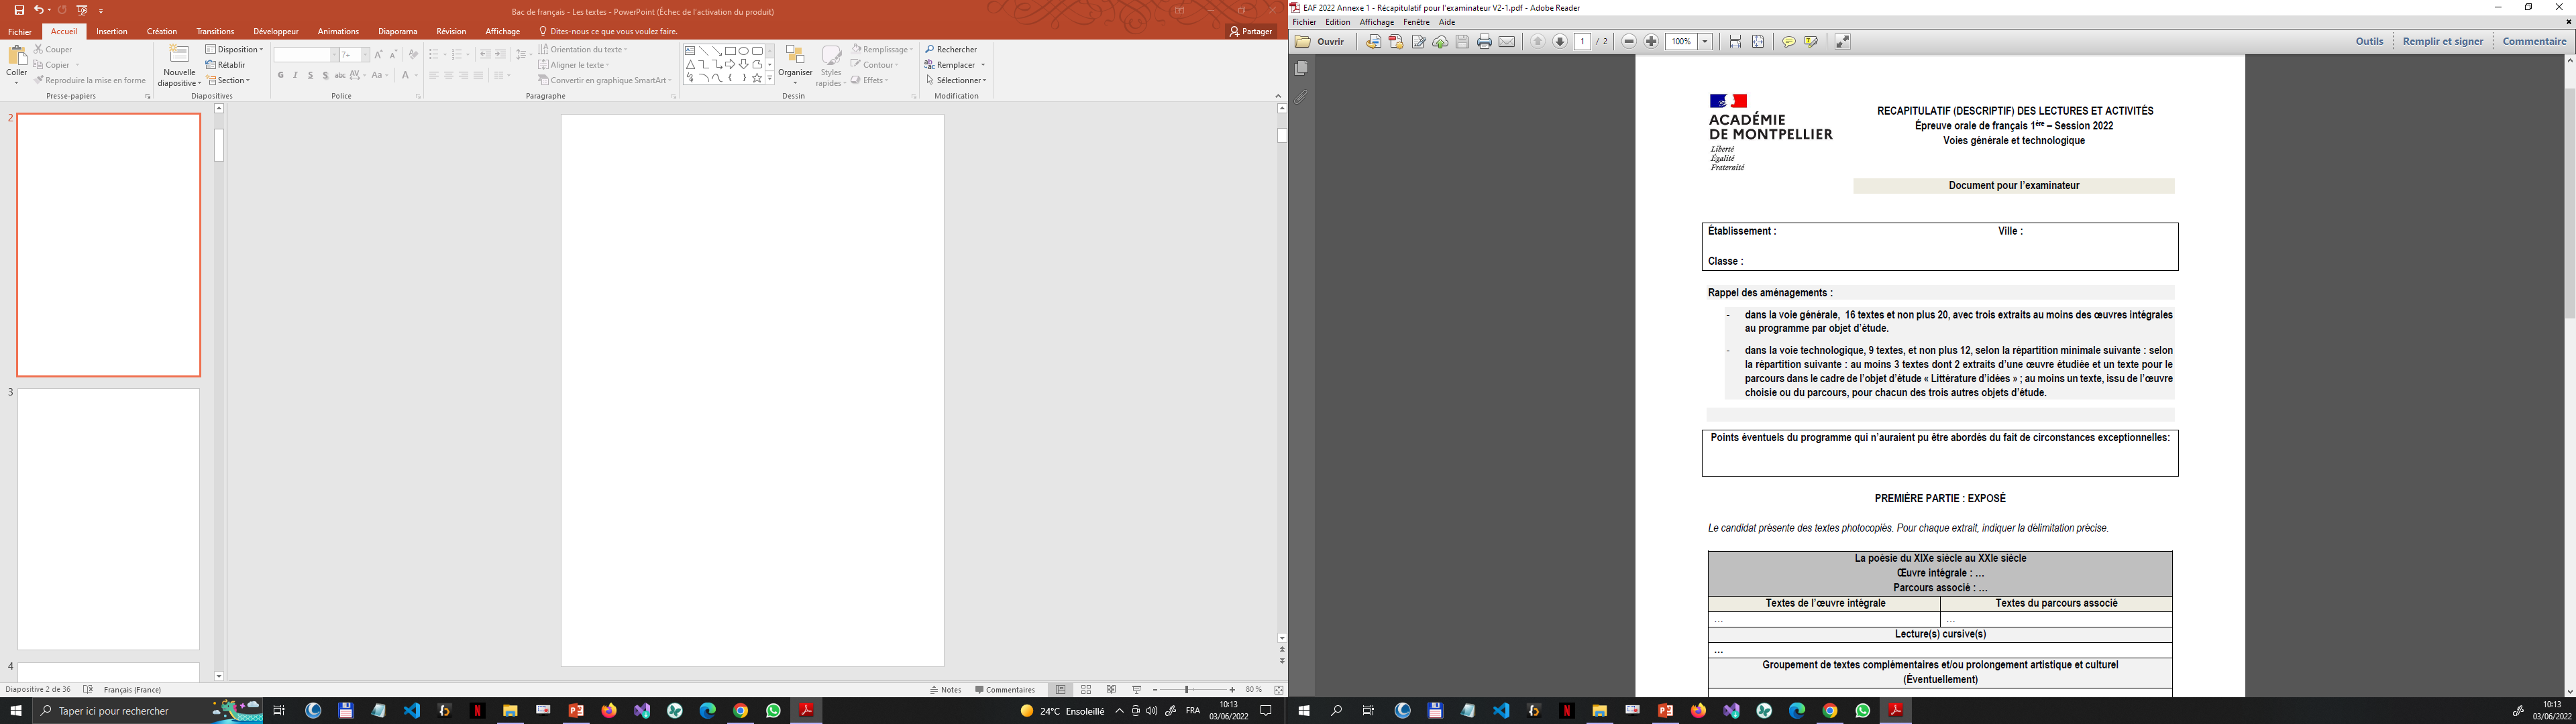 Bac de français - Les textes - PowerPoint (Échec de l'activation du produit)
Fichier Accueil Insertion Création Transitions Développeur Animations Diaporama Révision Affichage Dites-nous ce que vous voulez faire. Partager
Coller
Couper
Copier
Reproduire la mise en forme
Presse-papiers
Nouvelle diapositive
Disposition
Rétablir
Section
Diapositives
7+
G I S S abc AV Aa A
Police
Orientation du texte
Aligner le texte
Convertir en graphique SmartArt
Paragraphe
Organiser
Styles rapides
Remplissage
Contour
Effets
Dessin
Rechercher
Remplacer
Sélectionner
Modification
2
3
4
Diapositive 2 de 36 Français (France) Notes Commentaires 80 %
Taper ici pour rechercher
24°C Ensoleillé FRA 10:13
03/06/2022
EAF 2022 Annexe 1 - Récapitulatif pour l'examinateur V2-1.pdf - Adobe Reader
Fichier Edition Affichage Fenêtre Aide
Ouvrir 1 / 2 100% Outils Remplir et signer Commentaire
ACADÉMIE
DE MONTPELLIER
Liberté
Égalité
Fraternité
RECAPITULATIF (DESCRIPTIF) DES LECTURES ET ACTIVITÉS
Épreuve orale de français 1ère – Session 2022
Voies générale et technologique
Document pour l'examinateur
Établissement : Ville :
Classe :
Rappel des aménagements :
- dans la voie générale, 16 textes et non plus 20, avec trois extraits au moins des œuvres intégrales
au programme par objet d'étude.
- dans la voie technologique, 9 textes, et non plus 12, selon la répartition minimale suivante : selon
la répartition suivante : au moins 3 textes dont 2 extraits d'une œuvre étudiée et un texte pour le
parcours dans le cadre de l'objet d'étude « Littérature d'idées » ; au moins un texte, issu de l'œuvre
choisie ou du parcours, pour chacun des trois autres objets d'étude.
Points éventuels du programme qui n'auraient pu être abordés du fait de circonstances exceptionnelles:
PREMIÈRE PARTIE : EXPOSÉ
Le candidat présente des textes photocopiés. Pour chaque extrait, indiquer la délimitation précise.
La poésie du XIXe siècle au XXIe siècle
Œuvre intégrale : …
Parcours associé : …
Textes de l'œuvre intégrale Textes du parcours associé
… …
Lecture(s) cursive(s)
…
Groupement de textes complémentaires et/ou prolongement artistique et culturel
(Éventuellement)
10:13
03/06/2022